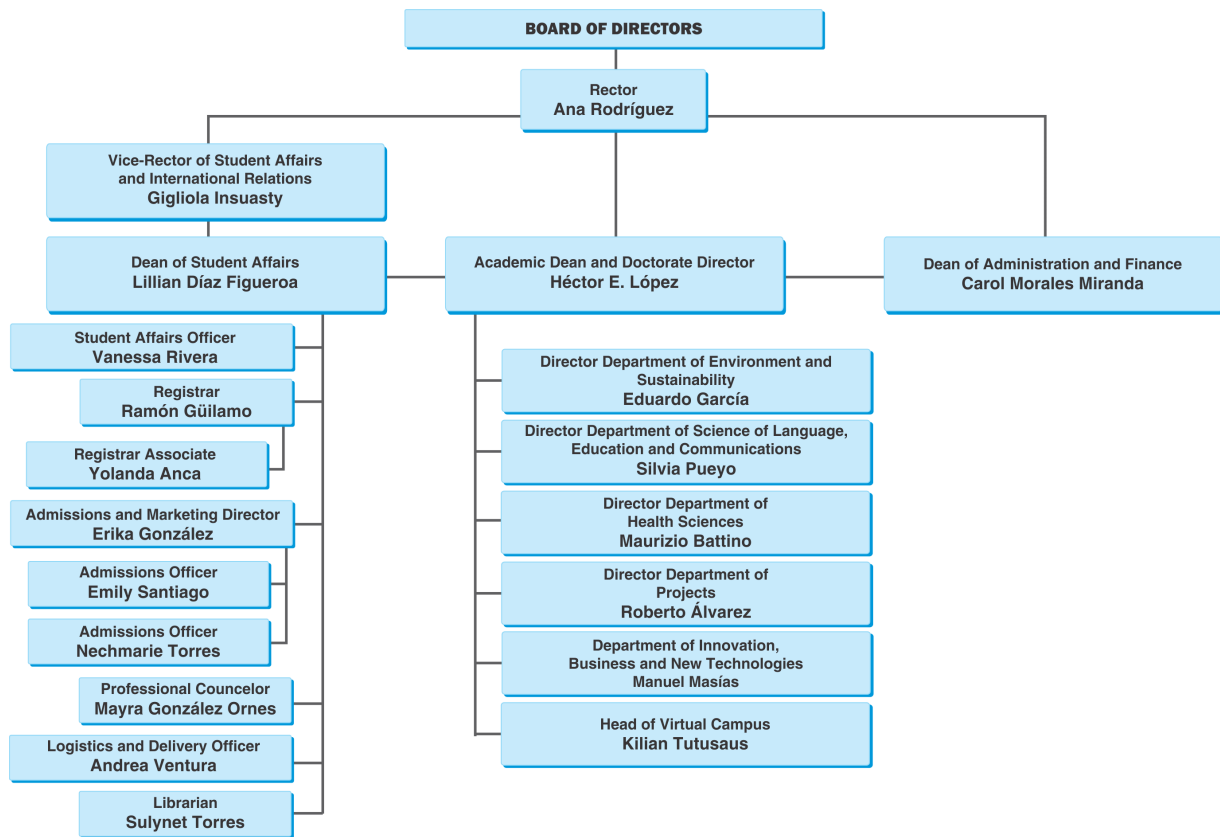 BOARD OF DIRECTORS
Rector
Ana Rodríguez
Vice-Rector of Student Affairs
and International Relations
Gigliola Insuasty
Dean of Student Affairs
Lillian Díaz Figueroa
Academic Dean and Doctorate Director
Héctor E. López
Dean of Administration and Finance
Carol Morales Miranda
Student Affairs Officer
Vanessa Rivera
Registrar
Ramón Güilamo
Registrar Associate
Yolanda Anca
Admissions and Marketing Director
Erika González
Admissions Officer
Emily Santiago
Admissions Officer
Nechmarie Torres
Professional Councelor
Mayra González Ornes
Logistics and Delivery Officer
Andrea Ventura
Librarian
Sulynet Torres
Director Department of Environment and
Sustainability
Eduardo García
Director Department of Science of Language,
Education and Communications
Silvia Pueyo
Director Department of
Health Sciences
Maurizio Battino
Director Department of
Projects
Roberto Álvarez
Department of Innovation,
Business and New Technologies
Manuel Masías
Head of Virtual Campus
Kilian Tutusaus